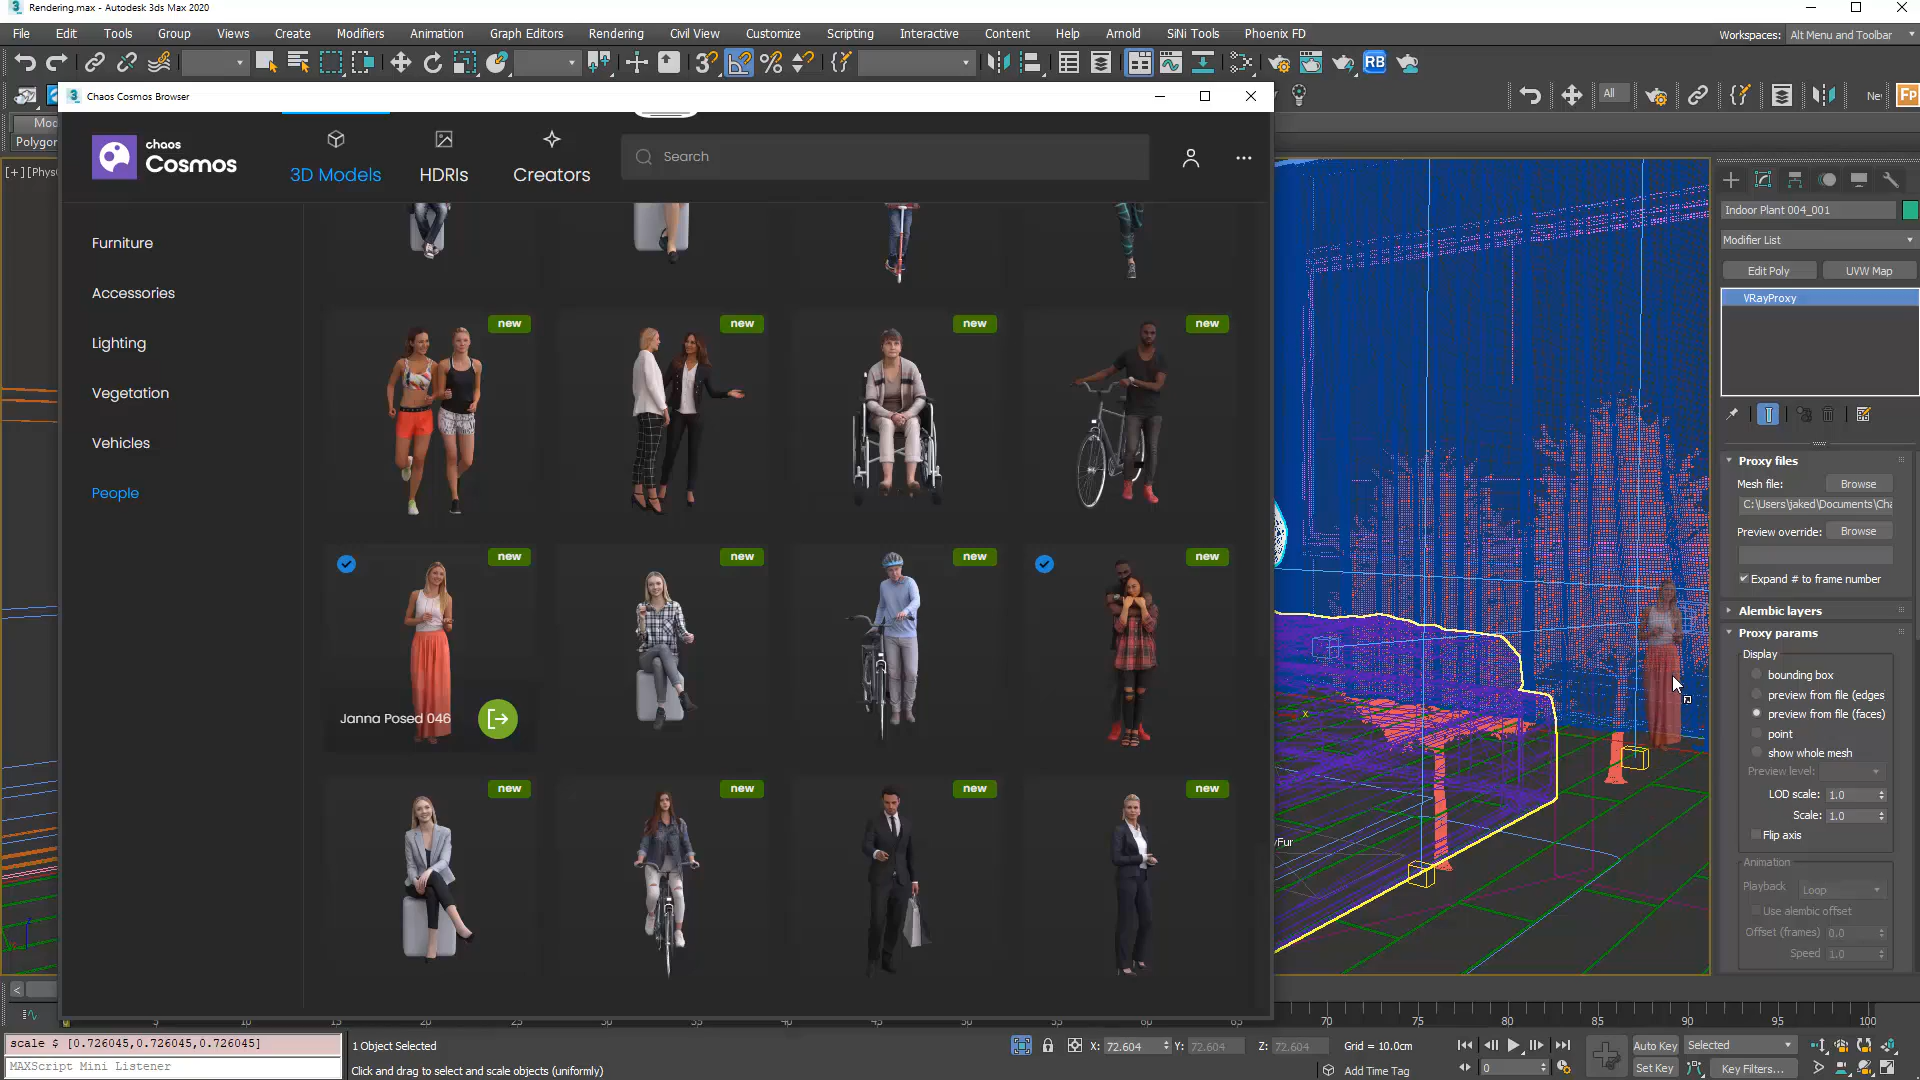 Rendering.max - Autodesk 3ds Max 2020
File Edit Tools Group Views Create Modifiers Animation Graph Editors Rendering Civil View Customize Scripting Interactive Content Help Arnold SiNi Tools Phoenix FD
Workspaces: Alt Menu and Toolbar
RB
All
Fp
Chaos Cosmos Browser
Polygon
chaos
Cosmos
3D Models
HDRIs
Creators
Search
Furniture
Accessories
Lighting
Vegetation
Vehicles
People
new
new
new
new
new
new
new
new
Janna Posed 046
new
new
new
new
Indoor Plant 004_001
Modifier List
Edit Poly
UVW Map
VRayProxy
Proxy files
Mesh file:
Browse
C:\Users\jaked\Documents\Cha
Preview override:
Browse
Expand # to frame number
Alembic layers
Proxy params
Display
bounding box
preview from file (edges
preview from file (faces)
point
show whole mesh
Preview level:
LOD scale: 1.0
Scale: 1.0
Flip axis
Animation
Playback Loop
Use alembic offset
Offset (frames) 0.0
Speed 1.0
x
70 75 80 85 90 95 100
scale $ [0.726045,0.726045,0.726045]
MAXScript Mini Listener
1 Object Selected
Click and drag to select and scale objects (uniformly)
X: 72.604
Y: 72.604
Z: 72.604
Grid = 10.0cm
Add Time Tag
0
Auto Key
Selected
Set Key
Key Filters...